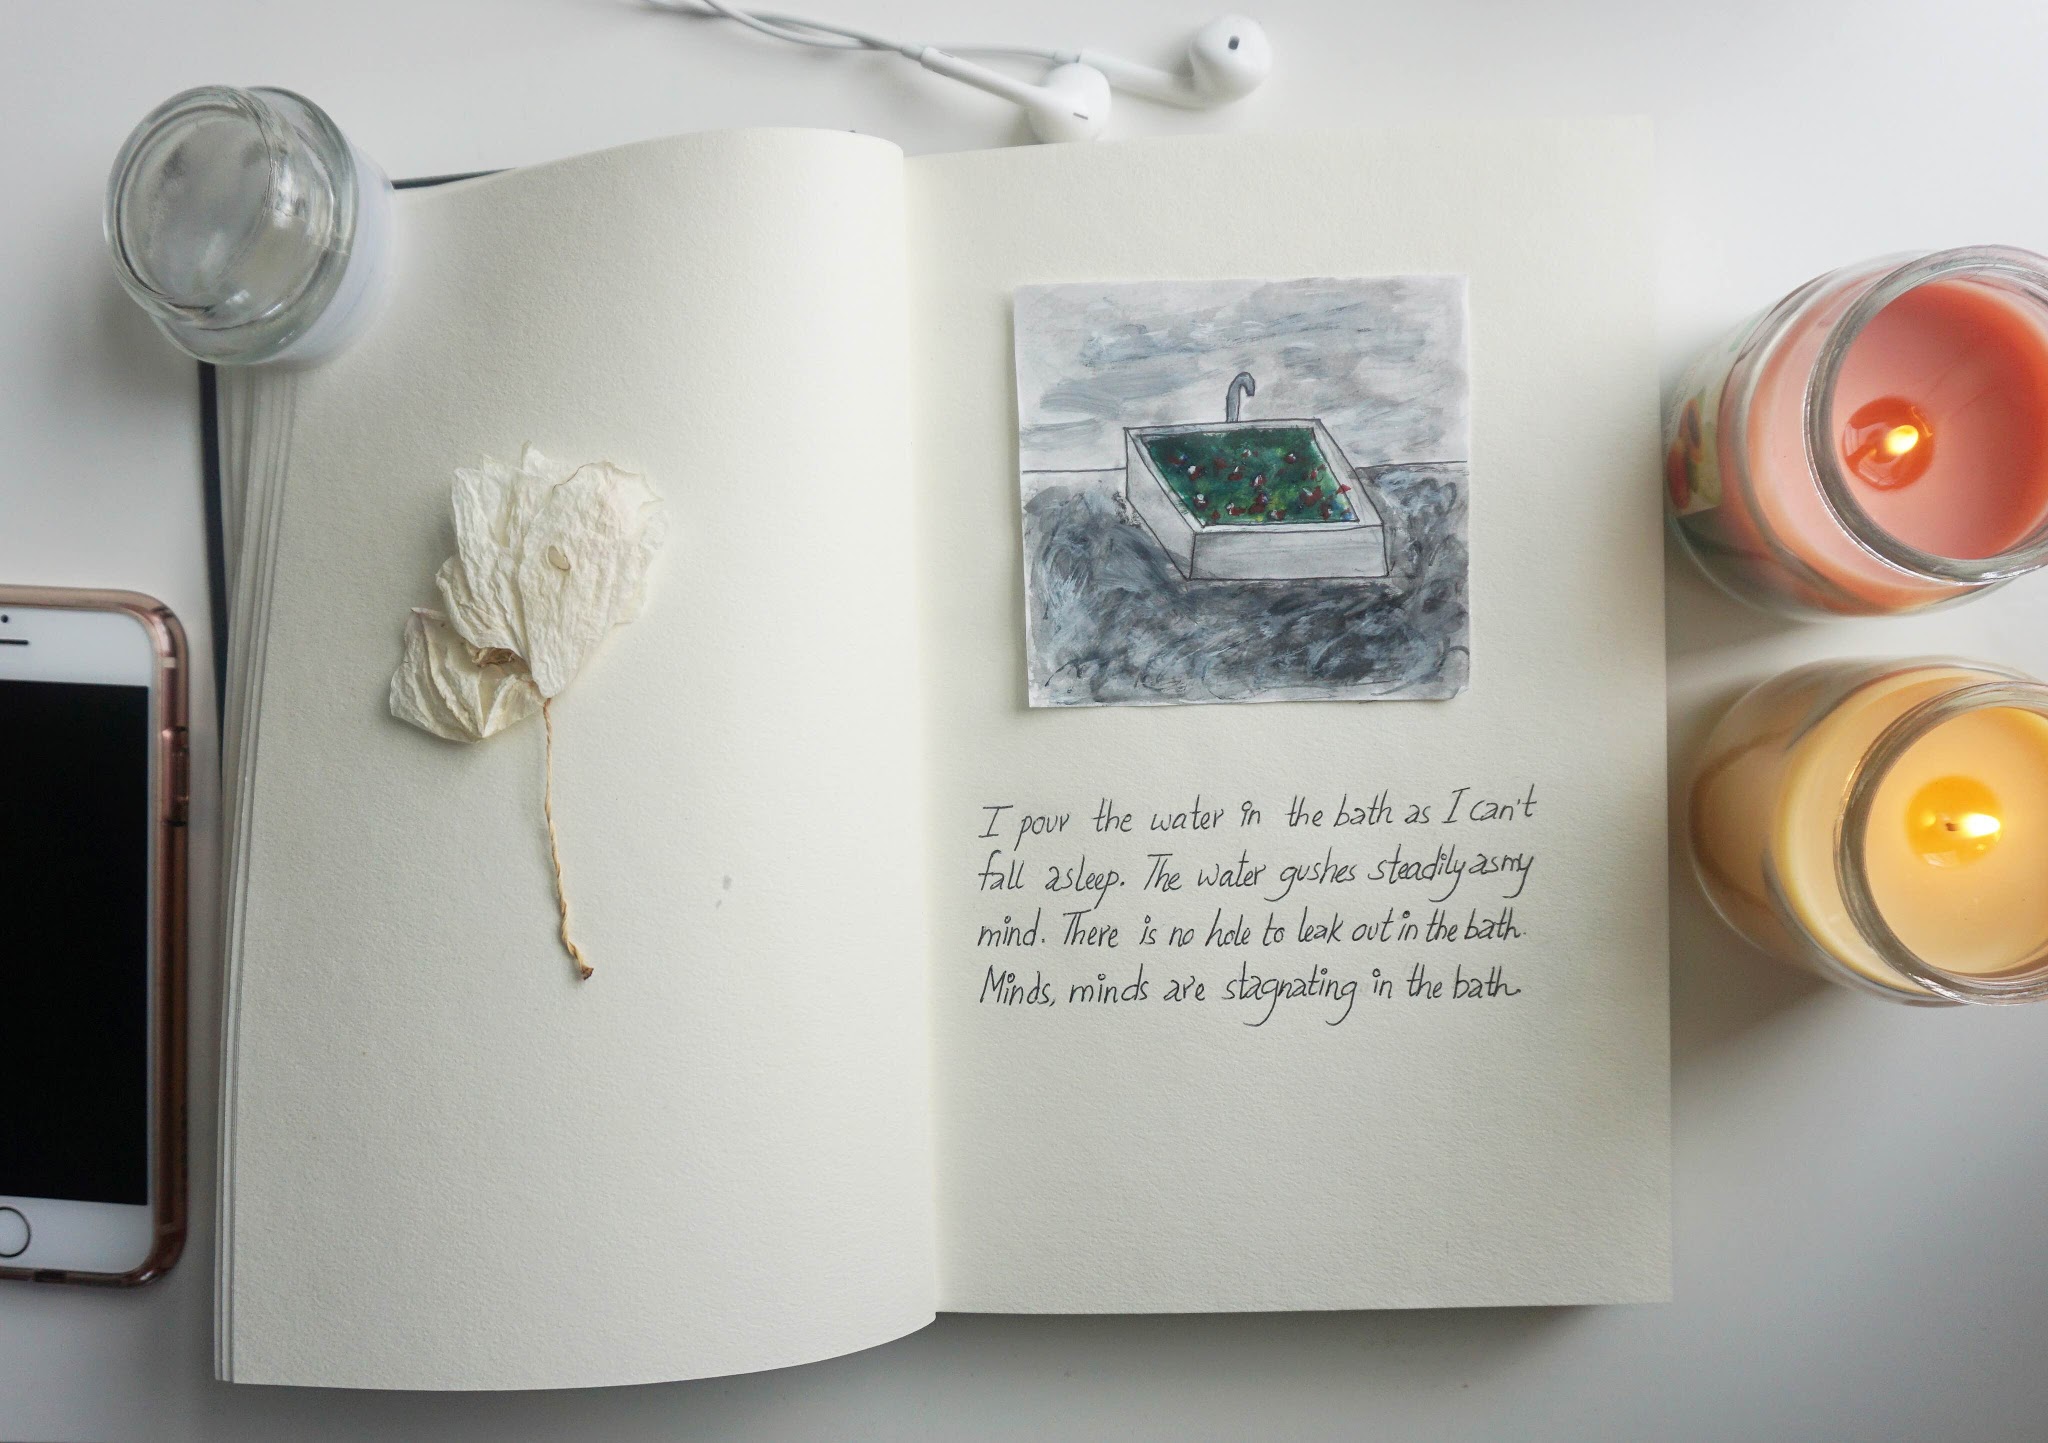 I pour the water in the bath as I can't
fall asleep. The water gushes steadily as my
mind. There is no hole to leak out in the bath.
Minds, minds are stagnating in the bath.